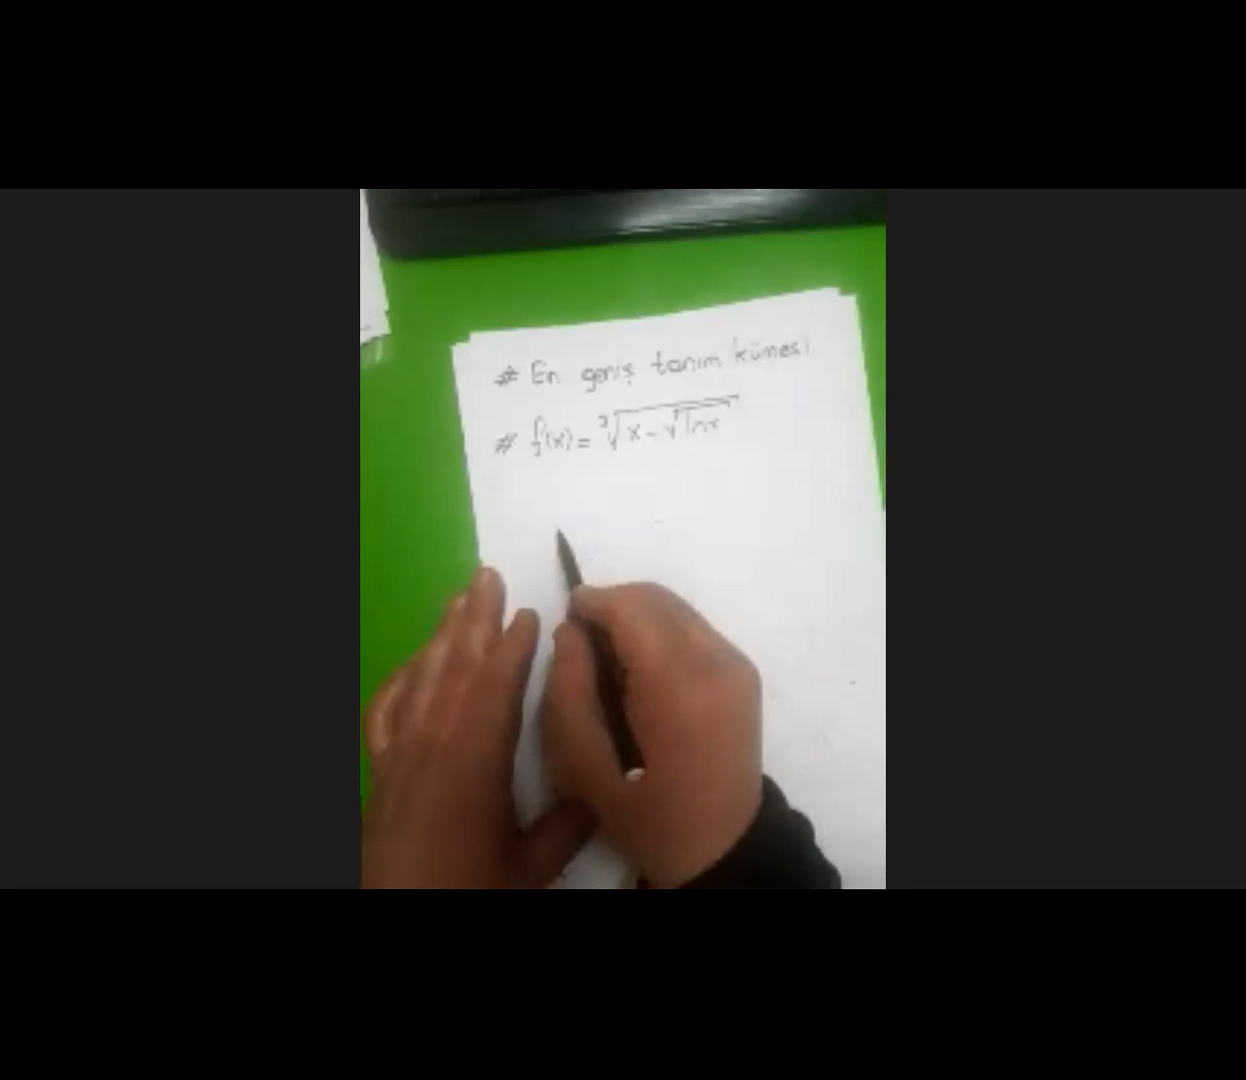 # En geniş tanım kümesi
# f(x) = ³√(x - √(lnx))